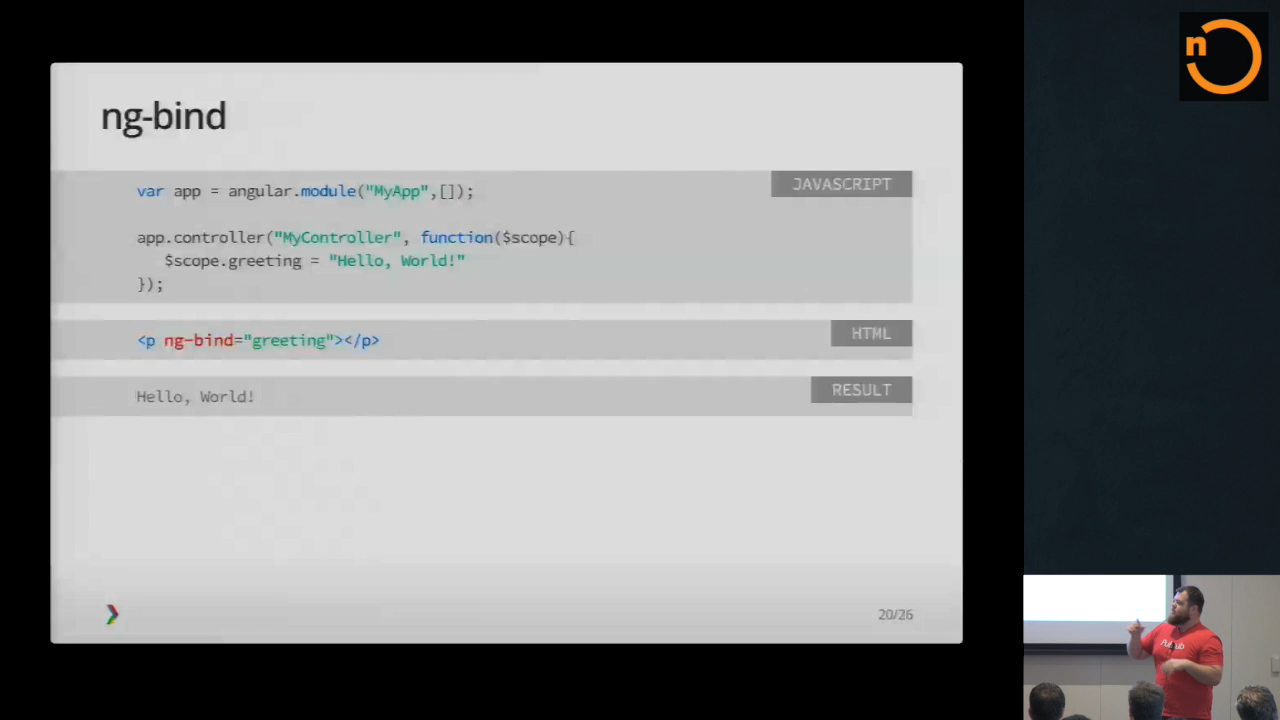 n
ng-bind
JAVASCRIPT
var app = angular.module("MyApp",[]);
app.controller("MyController", function($scope){
$scope.greeting = "Hello, World!"
});
HTML
<p ng-bind="greeting"></p>
RESULT
Hello, World!
20/26
PubNub